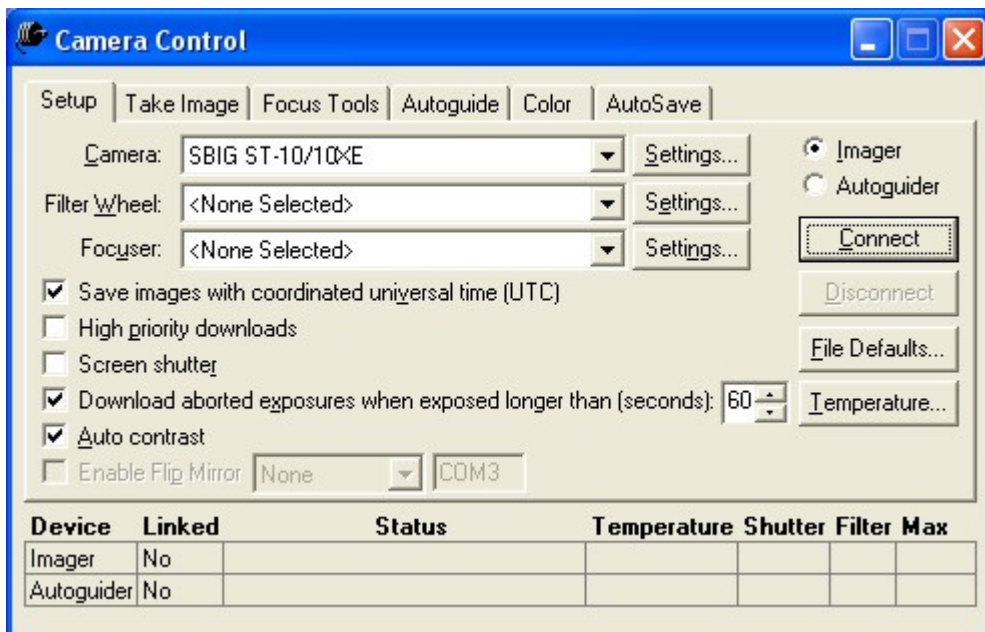 Camera Control
Setup Take Image Focus Tools Autoguide Color AutoSave
Camera: SBIG ST-10/10XE Settings... Imager
Autoguider
Filter Wheel: <None Selected> Settings...
Focuser: <None Selected> Settings... Connect
Save images with coordinated universal time (UTC) Disconnect
High priority downloads
Screen shutter File Defaults...
Download aborted exposures when exposed longer than (seconds): 60 Temperature...
Auto contrast
Enable Flip Mirror None COM3
Device Linked Status Temperature Shutter Filter Max
Imager No
Autoguider No